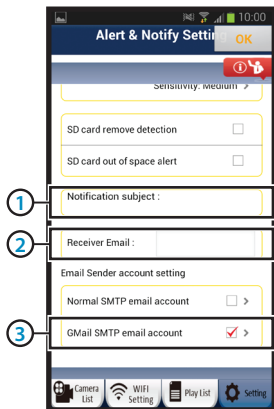 10:00
Alert & Notify Settin
OK
Sensitivity: Medium >
SD card remove detection
SD card out of space alert
1
Notification subject :
2
Receiver Email :
Email Sender account setting
Normal SMTP email account >
3
GMail SMTP email account >
Camera List
WIFI Setting
Play List
Setting